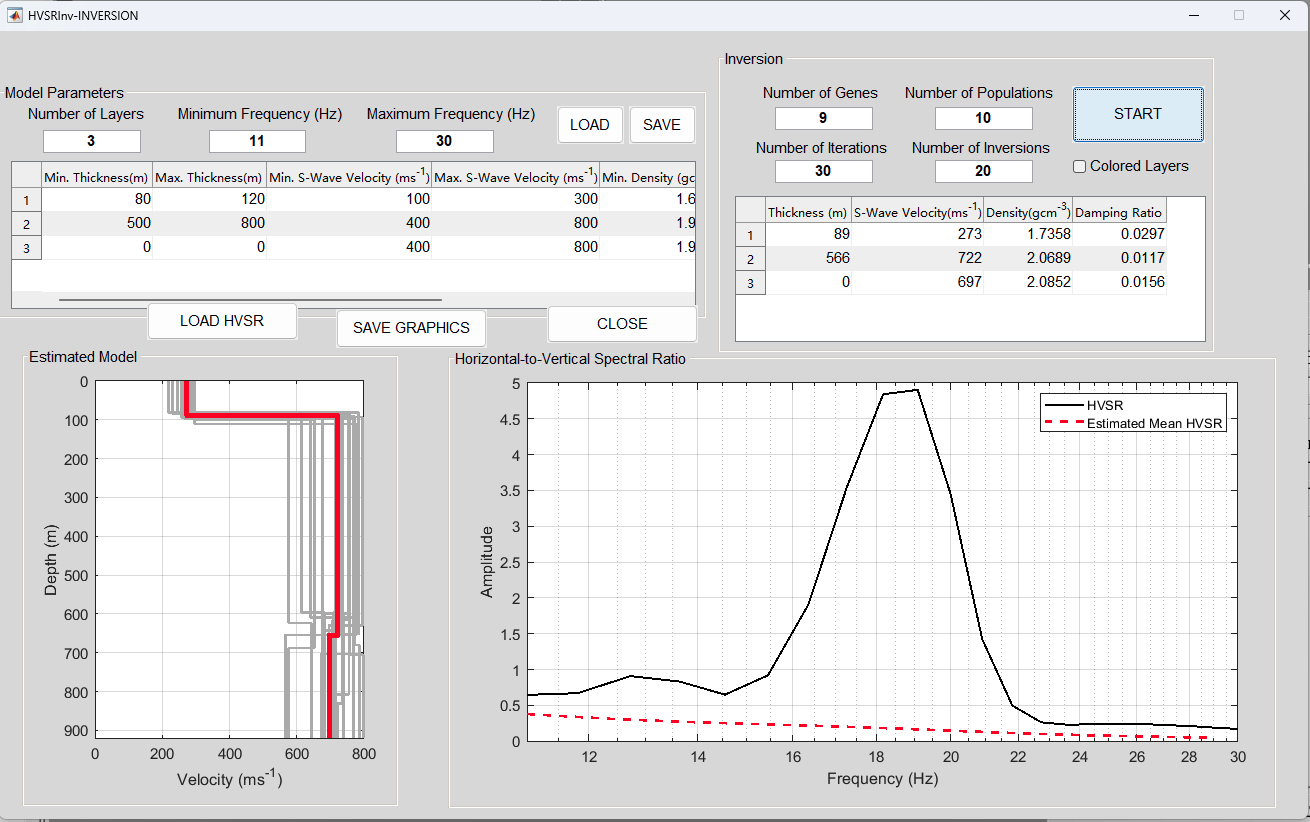 HVSRInv-INVERSION
Model Parameters
Number of Layers
Minimum Frequency (Hz)
Maximum Frequency (Hz)
3
11
30
LOAD
SAVE
Min. Thickness(m) Max. Thickness(m) Min. S-Wave Velocity (ms-1) Max. S-Wave Velocity (ms-1) Min. Density (gc
1 80 120 100 300 1.6
2 500 800 400 800 1.9
3 0 0 400 800 1.9
LOAD HVSR
SAVE GRAPHICS
CLOSE
Inversion
Number of Genes
Number of Populations
9
10
Number of Iterations
Number of Inversions
30
20
START
Colored Layers
Thickness (m) S-Wave Velocity(ms-1) Density(gcm-3) Damping Ratio
1 89 273 1.7358 0.0297
2 566 722 2.0689 0.0117
3 0 697 2.0852 0.0156
Estimated Model
0
100
200
300
400
500
600
700
800
900
Depth (m)
0 200 400 600 800
Velocity (ms-1)
Horizontal-to-Vertical Spectral Ratio
5
4.5
4
3.5
3
2.5
2
1.5
1
0.5
0
Amplitude
HVSR
Estimated Mean HVSR
12 14 16 18 20 22 24 26 28 30
Frequency (Hz)